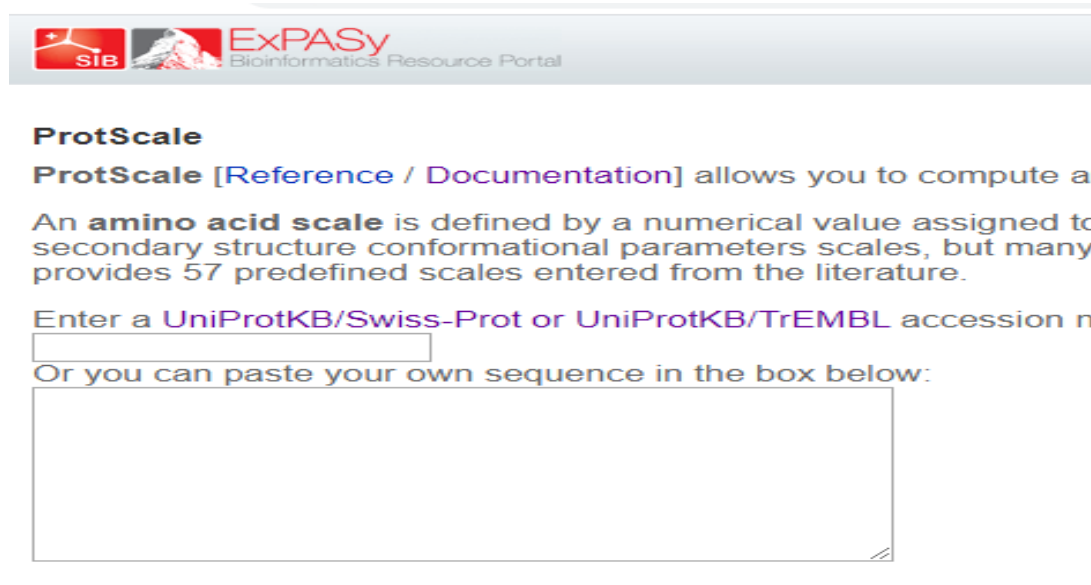 SIB
ExPASy
Bioinformatics Resource Portal
ProtScale
ProtScale [Reference / Documentation] allows you to compute a
An amino acid scale is defined by a numerical value assigned to
secondary structure conformational parameters scales, but many
provides 57 predefined scales entered from the literature.
Enter a UniProtKB/Swiss-Prot or UniProtKB/TrEMBL accession n
Or you can paste your own sequence in the box below: